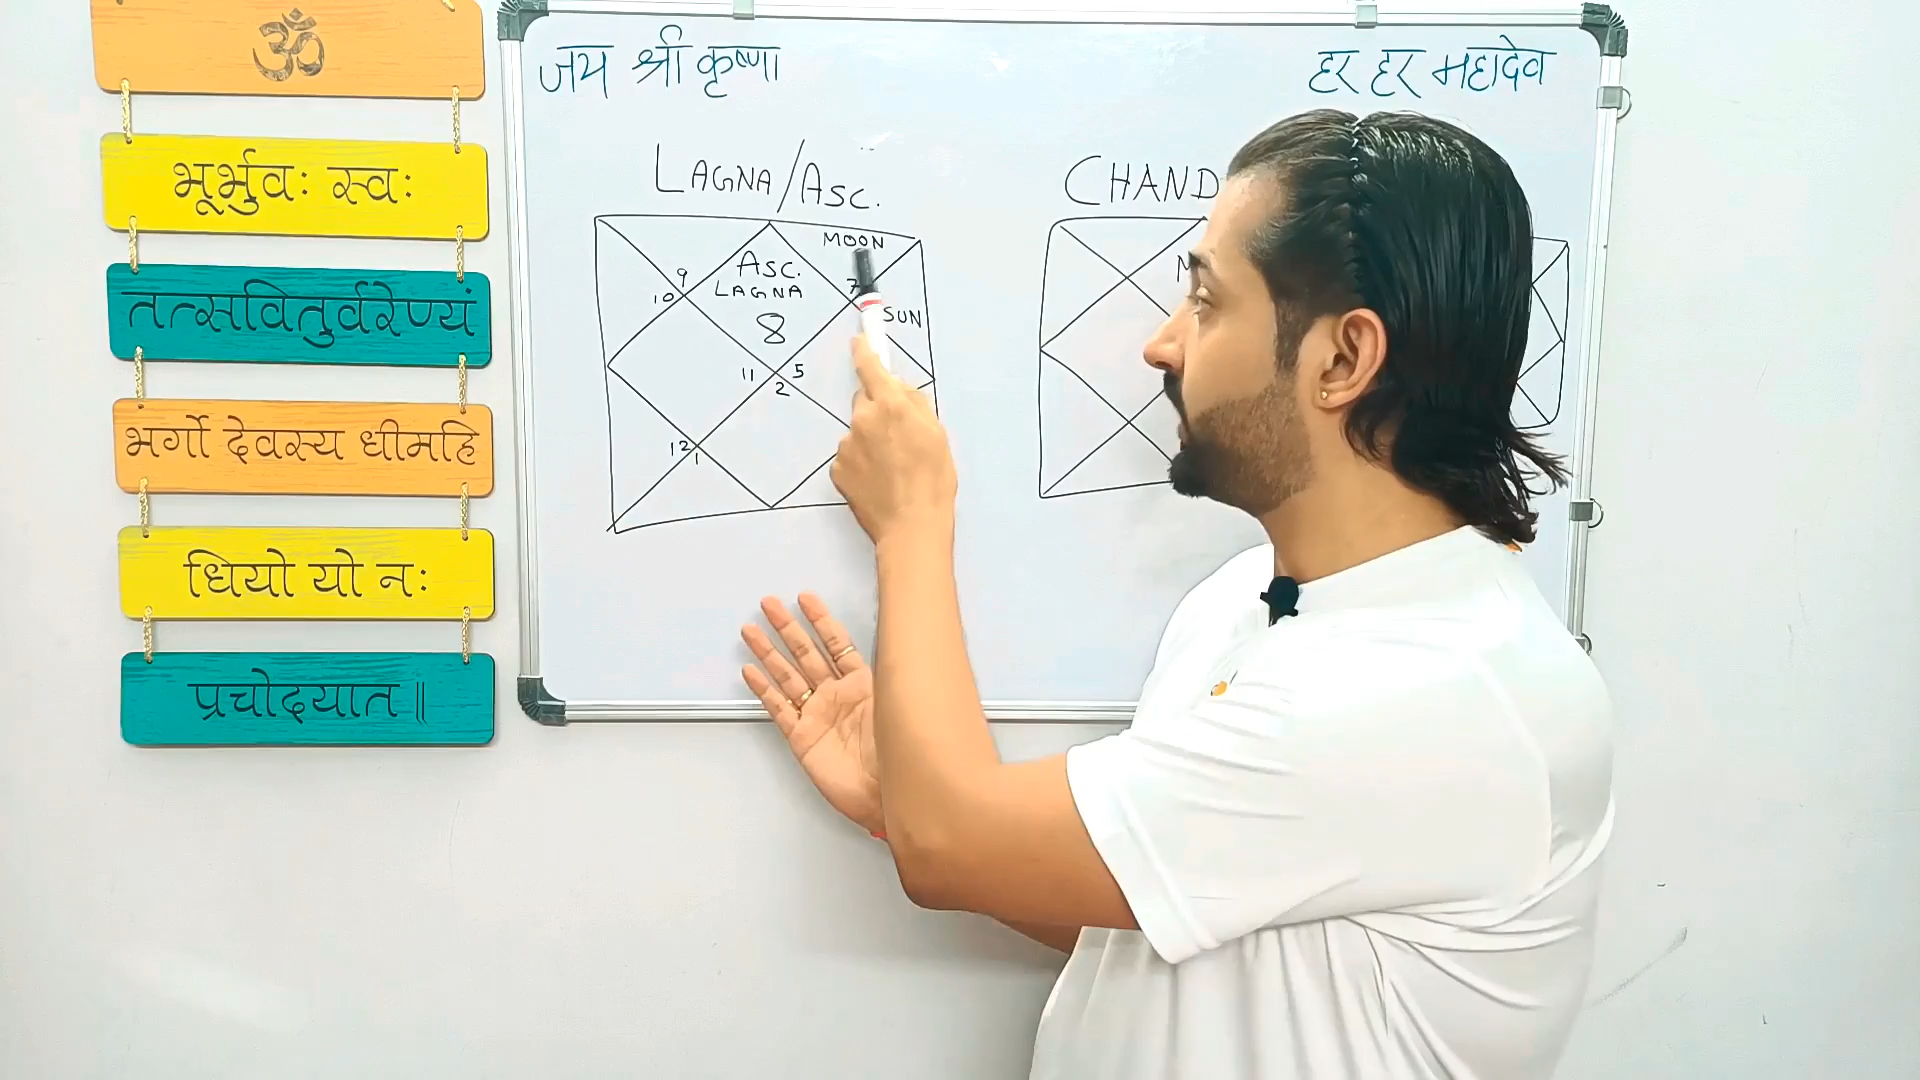 ॐ
भूर्भुवः स्वः
तत्सवितुर्वरेण्यं
भर्गो देवस्य धीमहि
धियो यो नः
प्रचोदयात॥
जय श्री कृष्णा
हर हर महादेव
LAGNA/ASC.
MOON
ASC.
LAGNA
9
10
7
SUN
8
11
5
2
12
1
CHAND